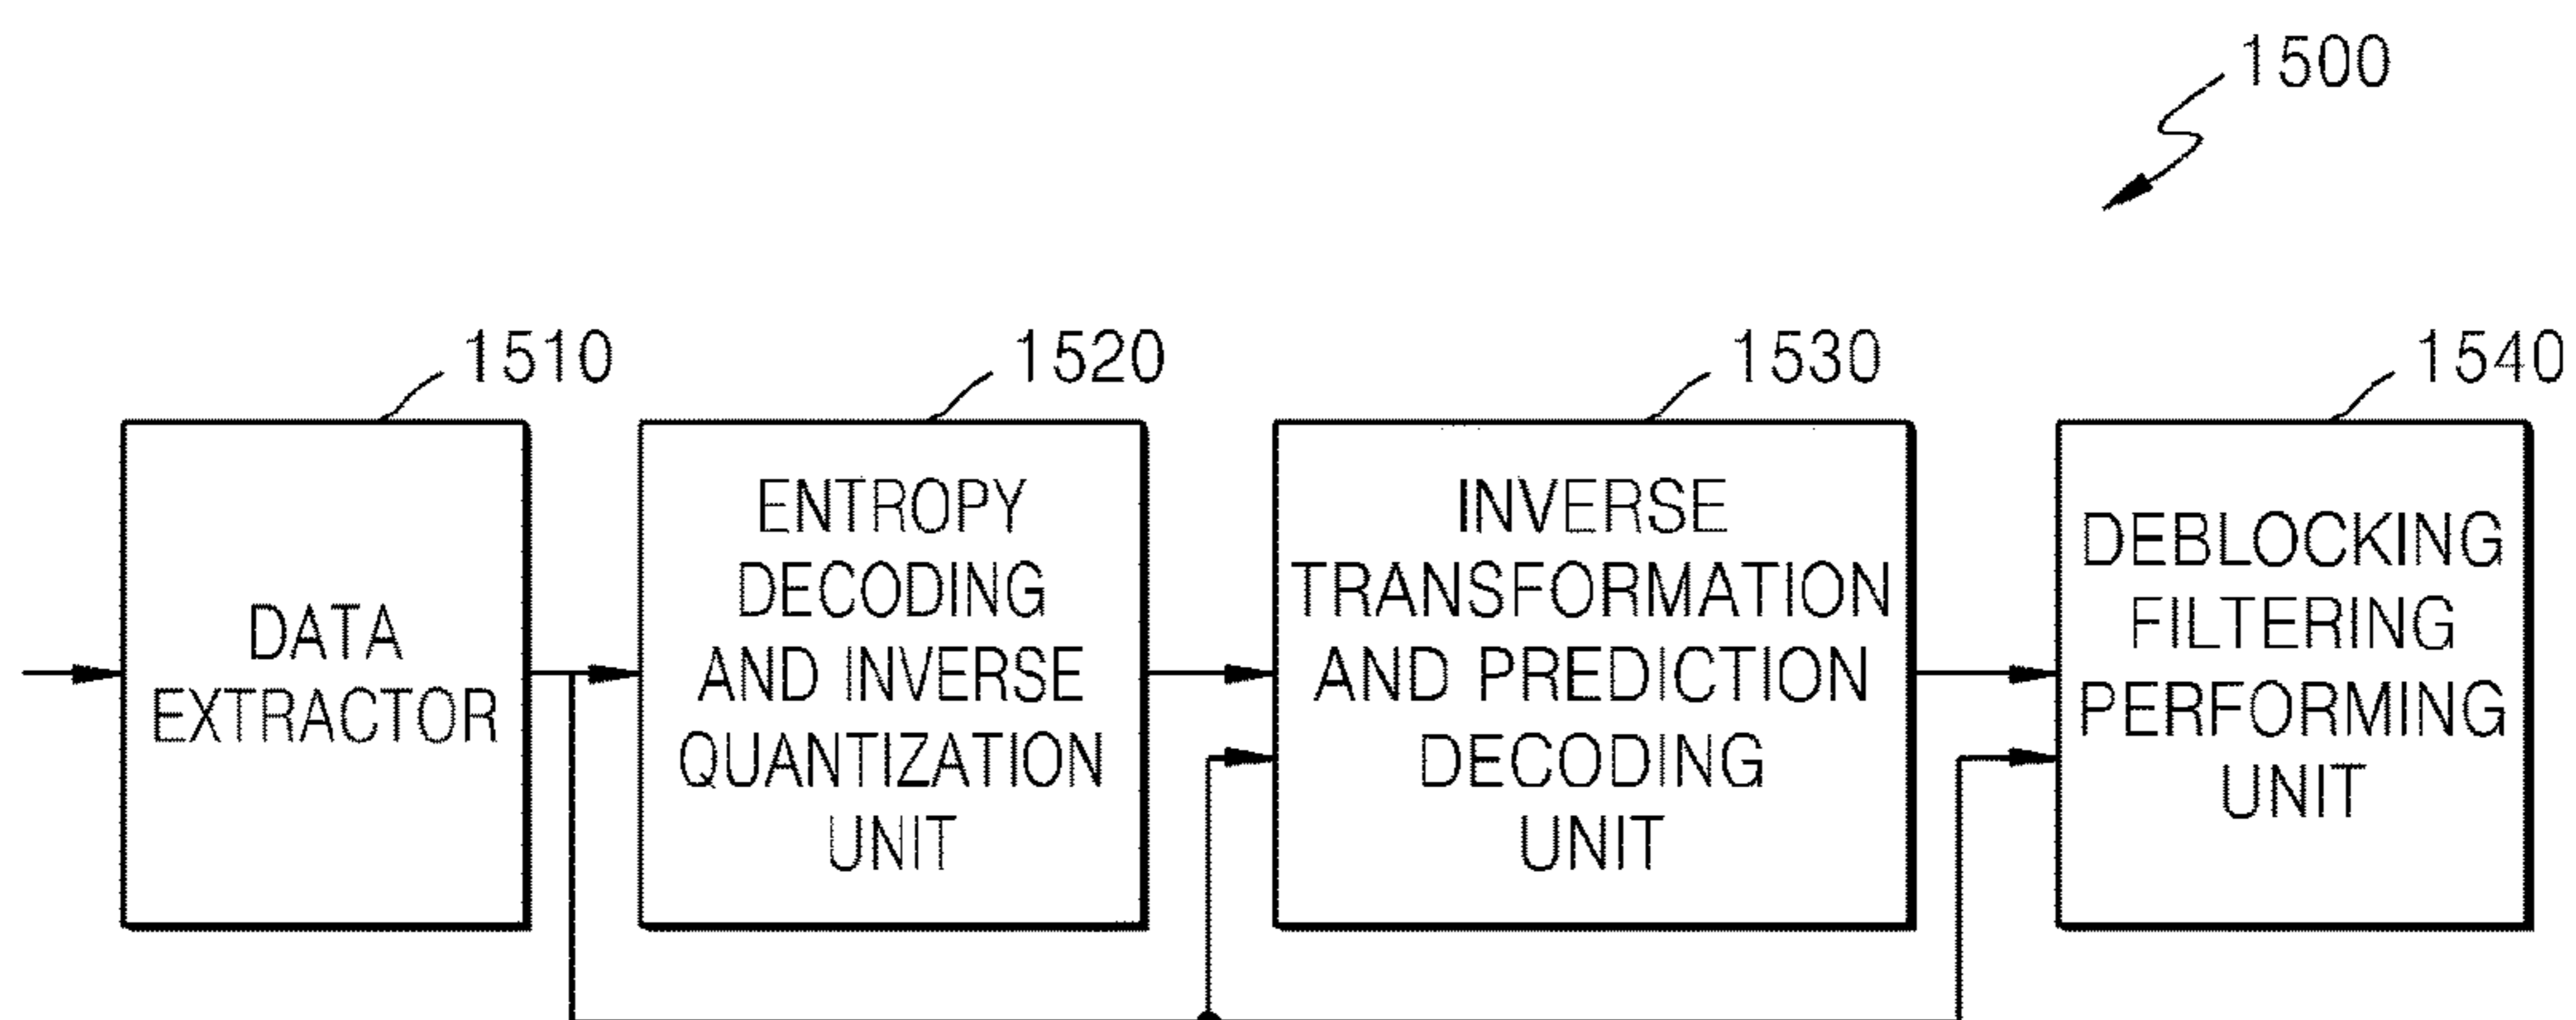 1500
1510
1520
1530
1540
DATA
EXTRACTOR
ENTROPY
DECODING
AND INVERSE
QUANTIZATION
UNIT
INVERSE
TRANSFORMATION
AND PREDICTION
DECODING
UNIT
DEBLOCKING
FILTERING
PERFORMING
UNIT